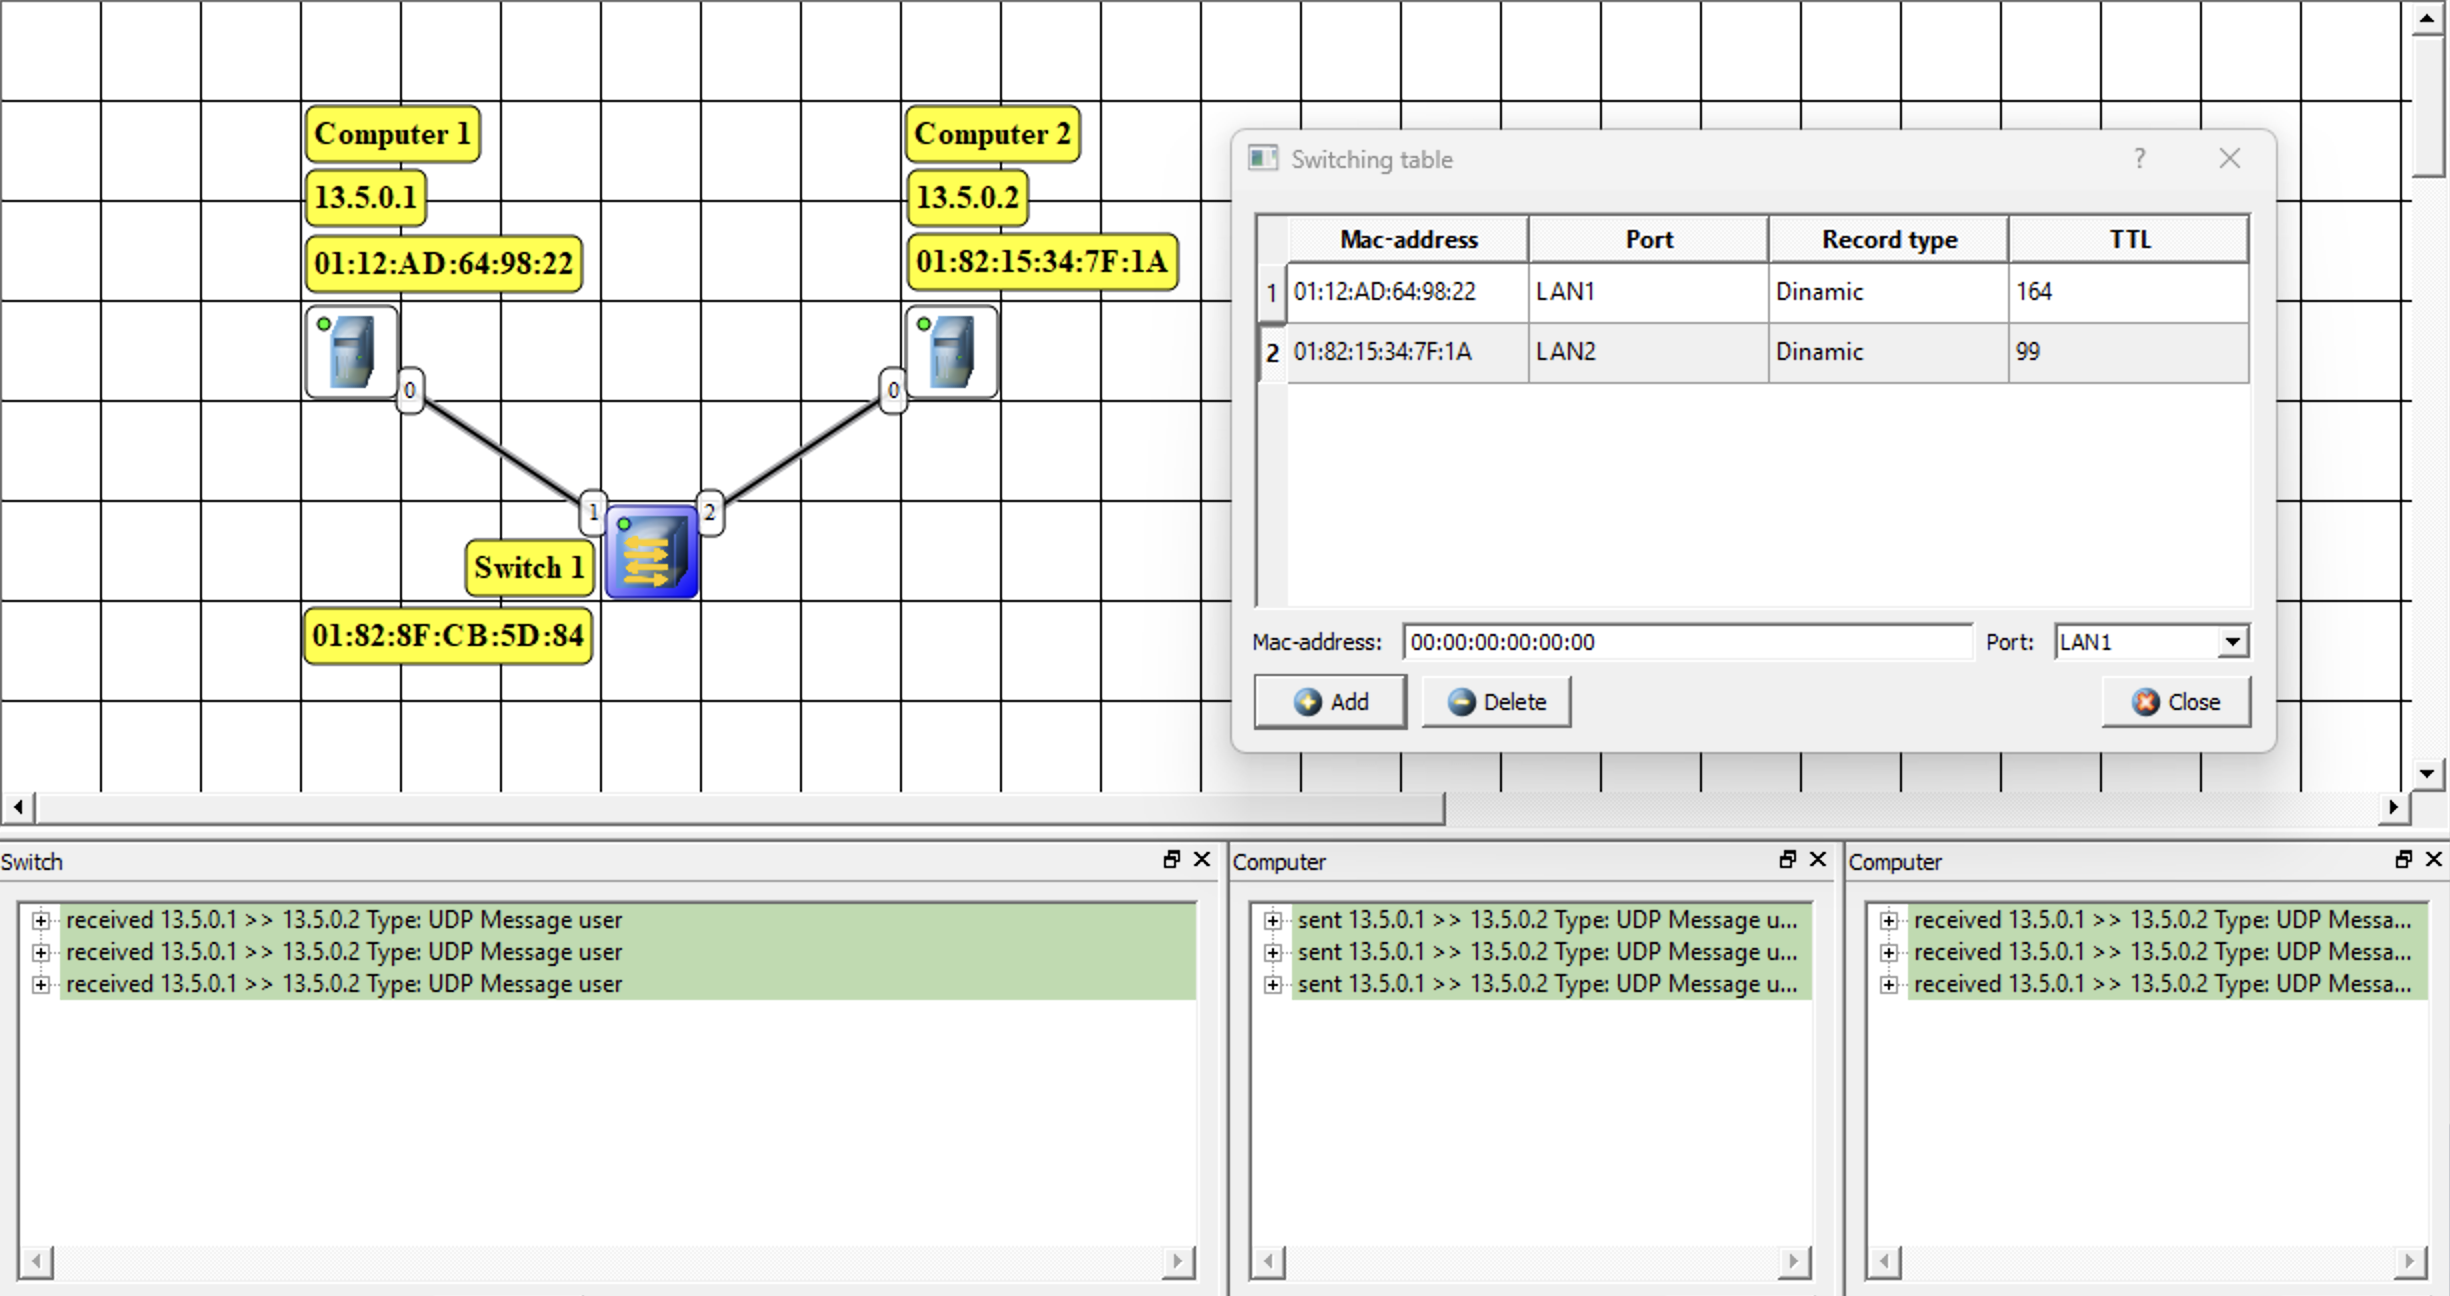 Computer 1
13.5.0.1
01:12:AD:64:98:22
0
Computer 2
13.5.0.2
01:82:15:34:7F:1A
0
1
2
Switch 1
01:82:8F:CB:5D:84
Switching table
?
Mac-address Port Record type TTL
1 01:12:AD:64:98:22 LAN1 Dinamic 164
2 01:82:15:34:7F:1A LAN2 Dinamic 99
Mac-address: 00:00:00:00:00:00 Port: LAN1
Add Delete Close
Switch
received 13.5.0.1 >> 13.5.0.2 Type: UDP Message user
received 13.5.0.1 >> 13.5.0.2 Type: UDP Message user
received 13.5.0.1 >> 13.5.0.2 Type: UDP Message user
Computer
sent 13.5.0.1 >> 13.5.0.2 Type: UDP Message u...
sent 13.5.0.1 >> 13.5.0.2 Type: UDP Message u...
sent 13.5.0.1 >> 13.5.0.2 Type: UDP Message u...
Computer
received 13.5.0.1 >> 13.5.0.2 Type: UDP Messa...
received 13.5.0.1 >> 13.5.0.2 Type: UDP Messa...
received 13.5.0.1 >> 13.5.0.2 Type: UDP Messa...